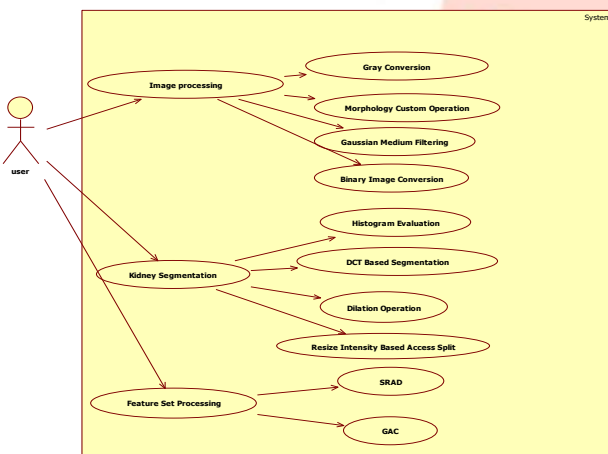 System
Gray Conversion
Image processing
Morphology Custom Operation
Gaussian Medium Filtering
user
Binary Image Conversion
Histogram Evaluation
DCT Based Segmentation
Kidney Segmentation
Dilation Operation
Resize Intensity Based Access Split
SRAD
Feature Set Processing
GAC